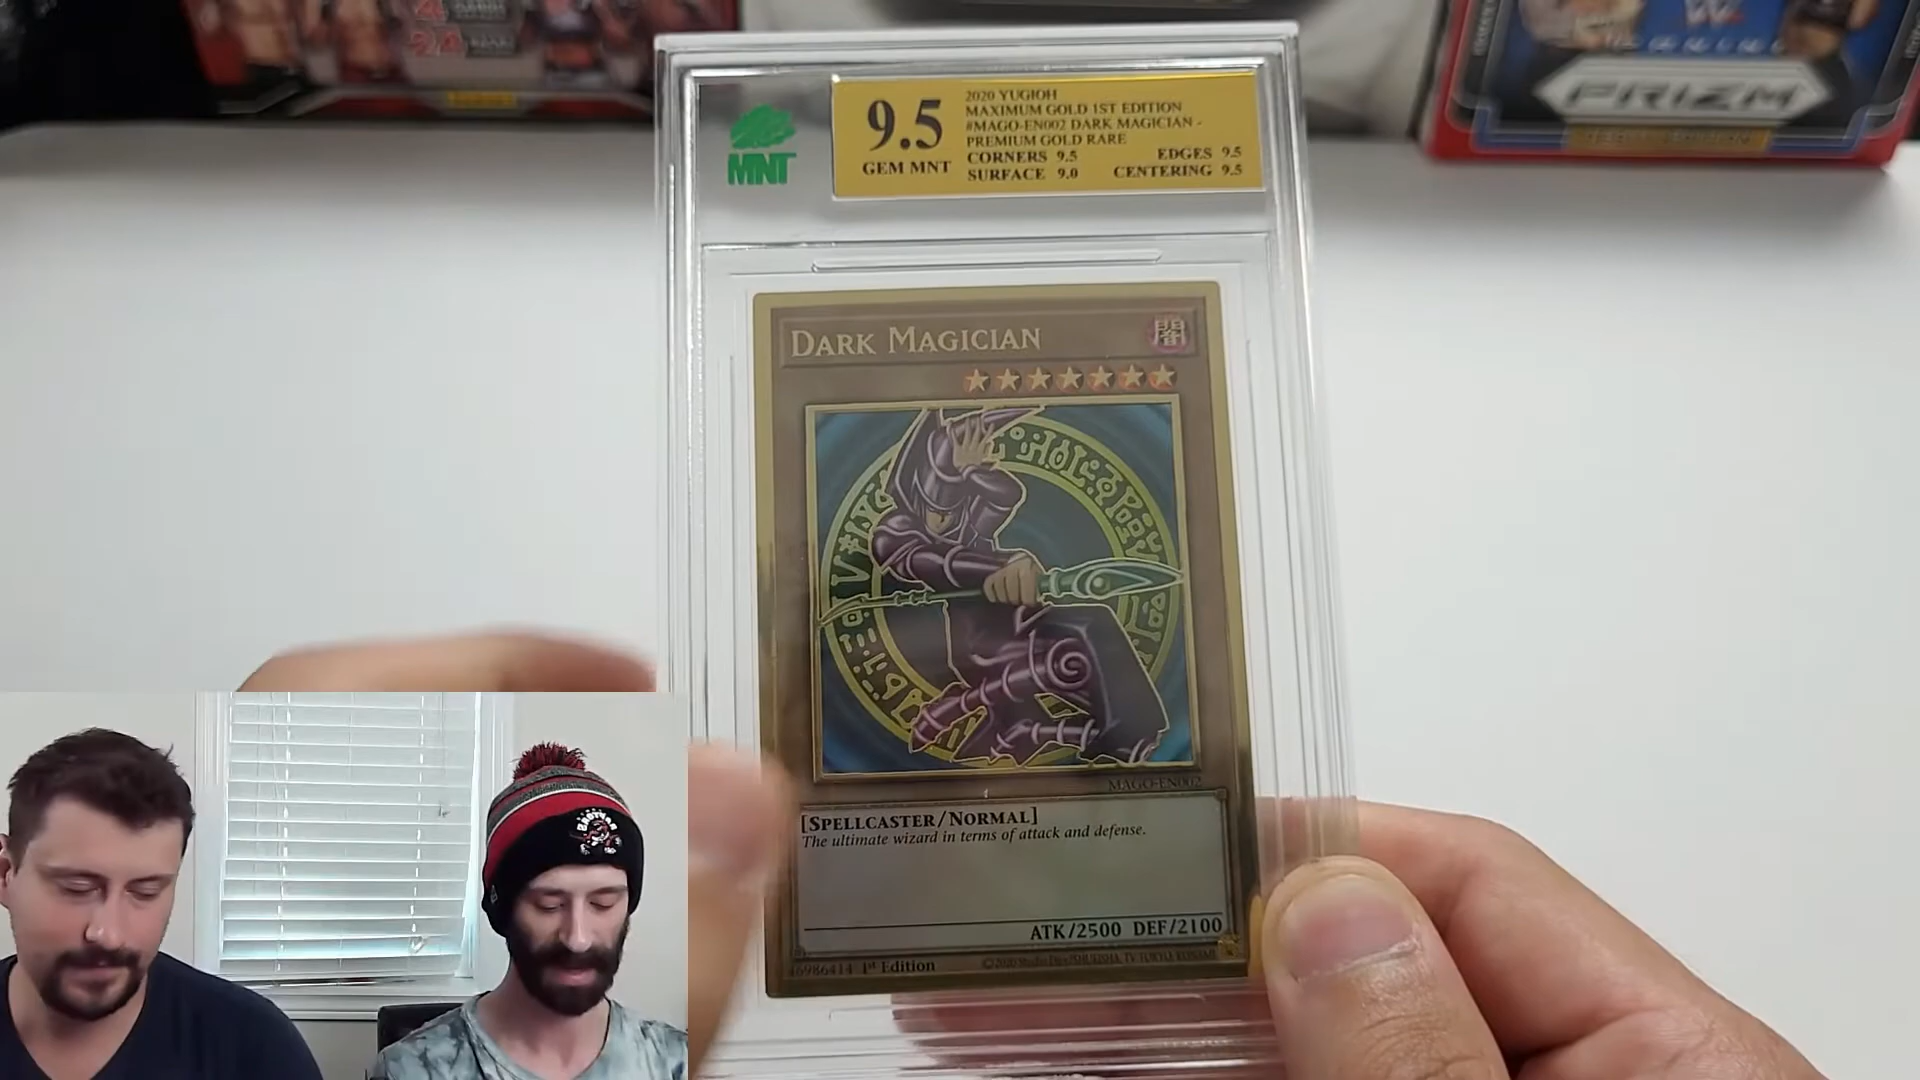 PRIZM
9.5
GEM MNT
MNT
2020 YUGIOH
MAXIMUM GOLD 1ST EDITION
#MAGO-EN002 DARK MAGICIAN -
PREMIUM GOLD RARE
CORNERS 9.5 EDGES 9.5
SURFACE 9.0 CENTERING 9.5
DARK MAGICIAN
闇
MAGO-EN002
[SPELLCASTER/NORMAL]
The ultimate wizard in terms of attack and defense.
ATK/2500 DEF/2100
46986414 1st Edition
RAPTORS